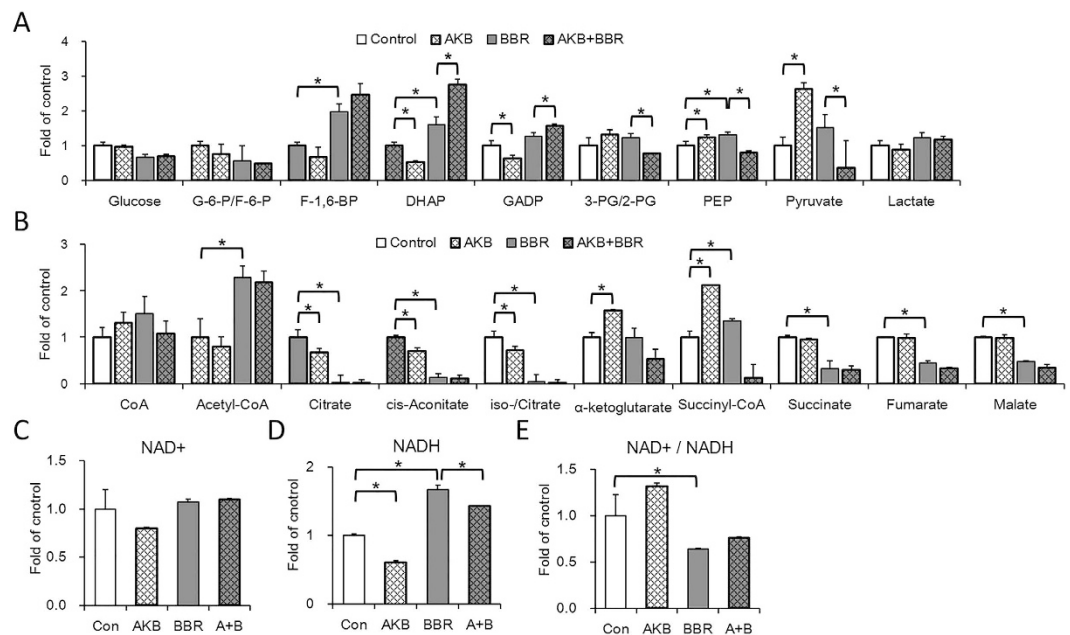 A
Control AKB BBR AKB+BBR
Fold of control
4
3
2
1
0
* * * * * * * * * * * * *
Glucose G-6-P/F-6-P F-1,6-BP DHAP GADP 3-PG/2-PG PEP Pyruvate Lactate
B
Control AKB BBR AKB+BBR
Fold of control
3
2
1
0
* * * * * * * * * * * * *
CoA Acetyl-CoA Citrate cis-Aconitate iso-/Citrate α-ketoglutarate Succinyl-CoA Succinate Fumarate Malate
C
NAD+
Fold of cnotrol
1.5
1.0
0.5
0.0
Con AKB BBR A+B
D
NADH
Fold of cnotrol
2
1
0
* * *
Con AKB BBR A+B
E
NAD+ / NADH
Fold of cnotrol
1.5
1.0
0.5
0.0
*
Con AKB BBR A+B